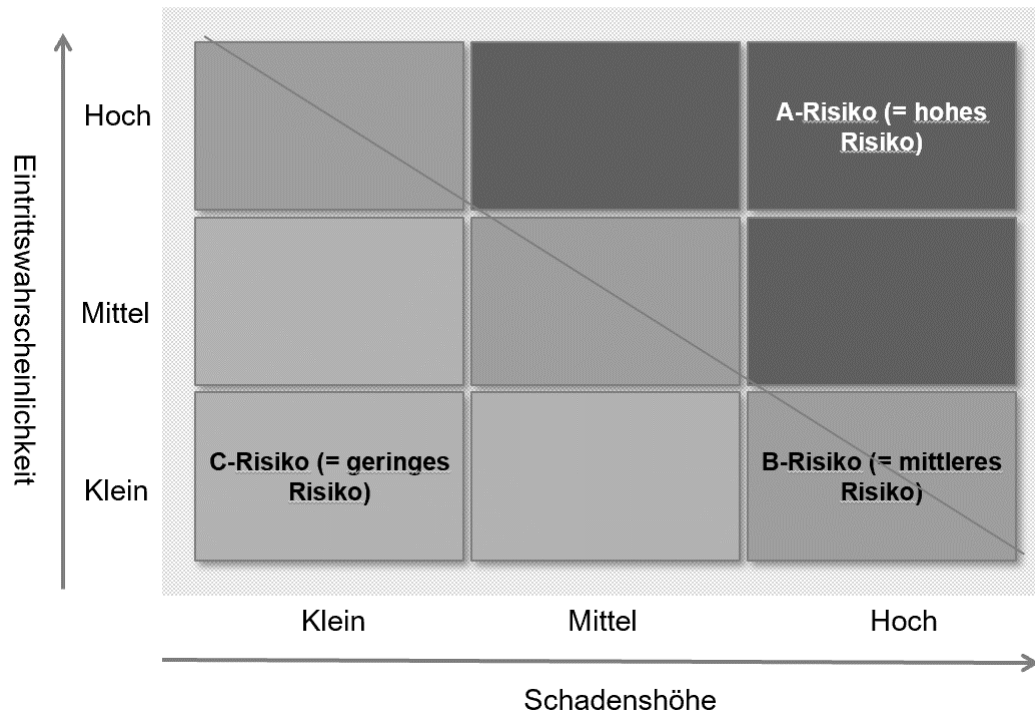 Eintrittswahrscheinlichkeit
Hoch
A-Risiko (= hohes
Risiko)
Mittel
Klein
C-Risiko (= geringes
Risiko)
B-Risiko (= mittleres
Risiko)
Klein
Mittel
Hoch
Schadenshöhe